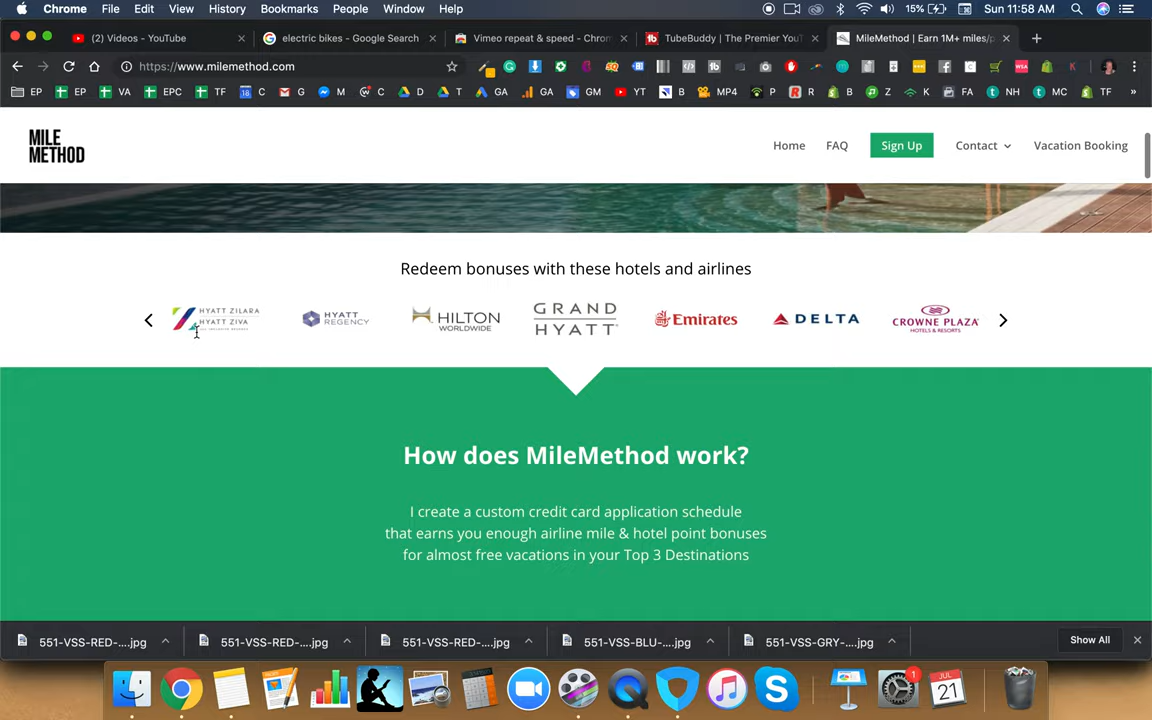 Chrome File Edit View History Bookmarks People Window Help 15% Sun 11:58 AM
(2) Videos - YouTube electric bikes - Google Search Vimeo repeat & speed - Chron TubeBuddy | The Premier You MileMethod | Earn 1M+ miles/p
https://www.milemethod.com
EP EP VA EPC TF C G M C D T GA GA GM YT B MP4 P R B Z K FA NH MC TF »
MILE
METHOD
Home FAQ Sign Up Contact Vacation Booking
Redeem bonuses with these hotels and airlines
HYATT ZILARA
HYATT ZIVA
HYATT
REGENCY
Hilton
WORLDWIDE
GRAND
HYATT
Emirates
DELTA
CROWNE PLAZA
HOTELS & RESORTS
How does MileMethod work?
I create a custom credit card application schedule
that earns you enough airline mile & hotel point bonuses
for almost free vacations in your Top 3 Destinations
551-VSS-RED-....jpg 551-VSS-RED-....jpg 551-VSS-RED-....jpg 551-VSS-BLU-....jpg 551-VSS-GRY-....jpg Show All
1
JUL
21